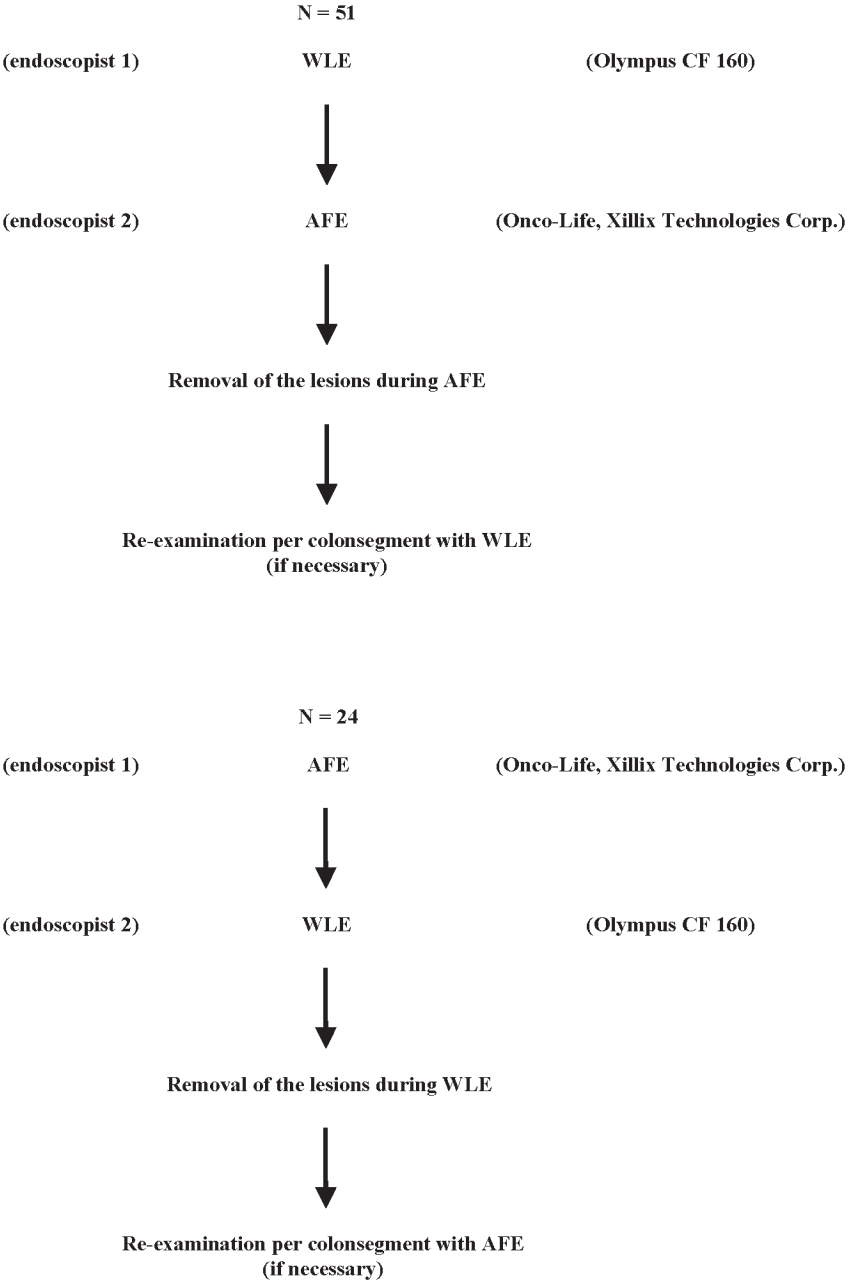 N = 51
(endoscopist 1) WLE (Olympus CF 160)
(endoscopist 2) AFE (Onco-Life, Xillix Technologies Corp.)
Removal of the lesions during AFE
Re-examination per colonsegment with WLE
(if necessary)
N = 24
(endoscopist 1) AFE (Onco-Life, Xillix Technologies Corp.)
(endoscopist 2) WLE (Olympus CF 160)
Removal of the lesions during WLE
Re-examination per colonsegment with AFE
(if necessary)